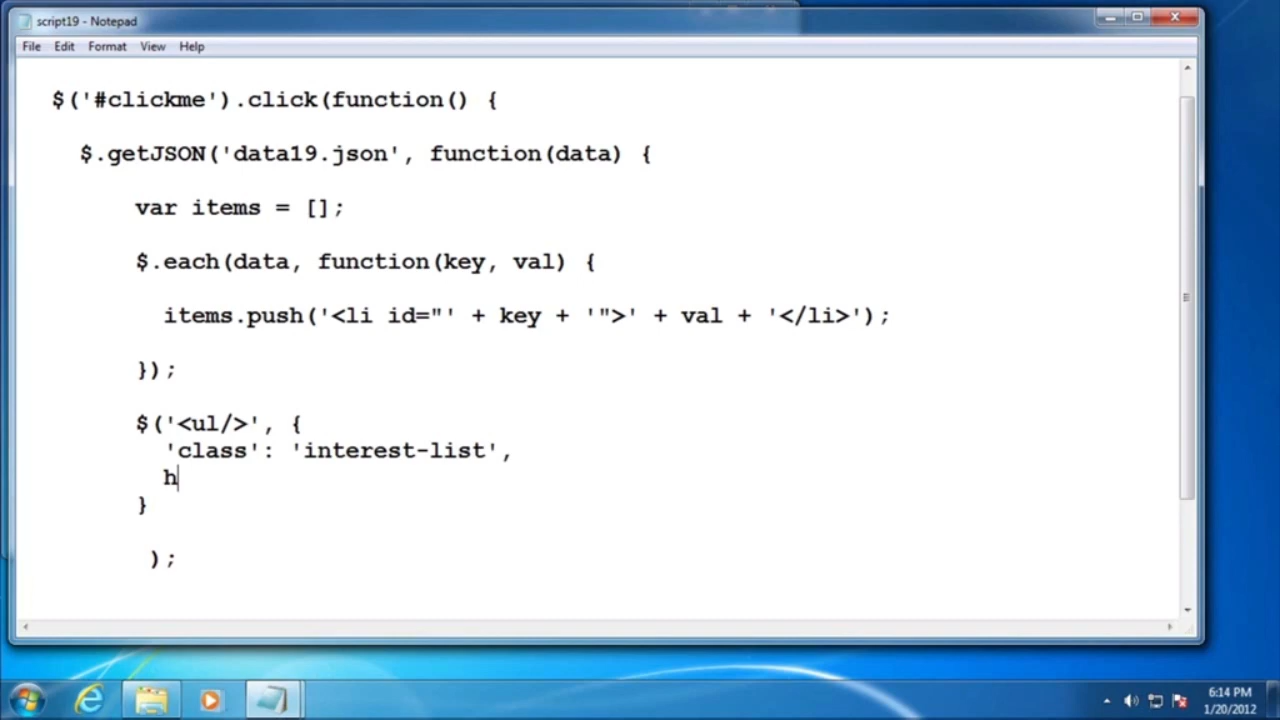 script19 - Notepad
File Edit Format View Help
$('#clickme').click(function() {
$.getJSON('data19.json', function(data) {
var items = [];
$.each(data, function(key, val) {
items.push('<li id="' + key + '">' + val + '</li>');
});
$('<ul/>', {
'class': 'interest-list',
h
}
);
6:14 PM
1/20/2012